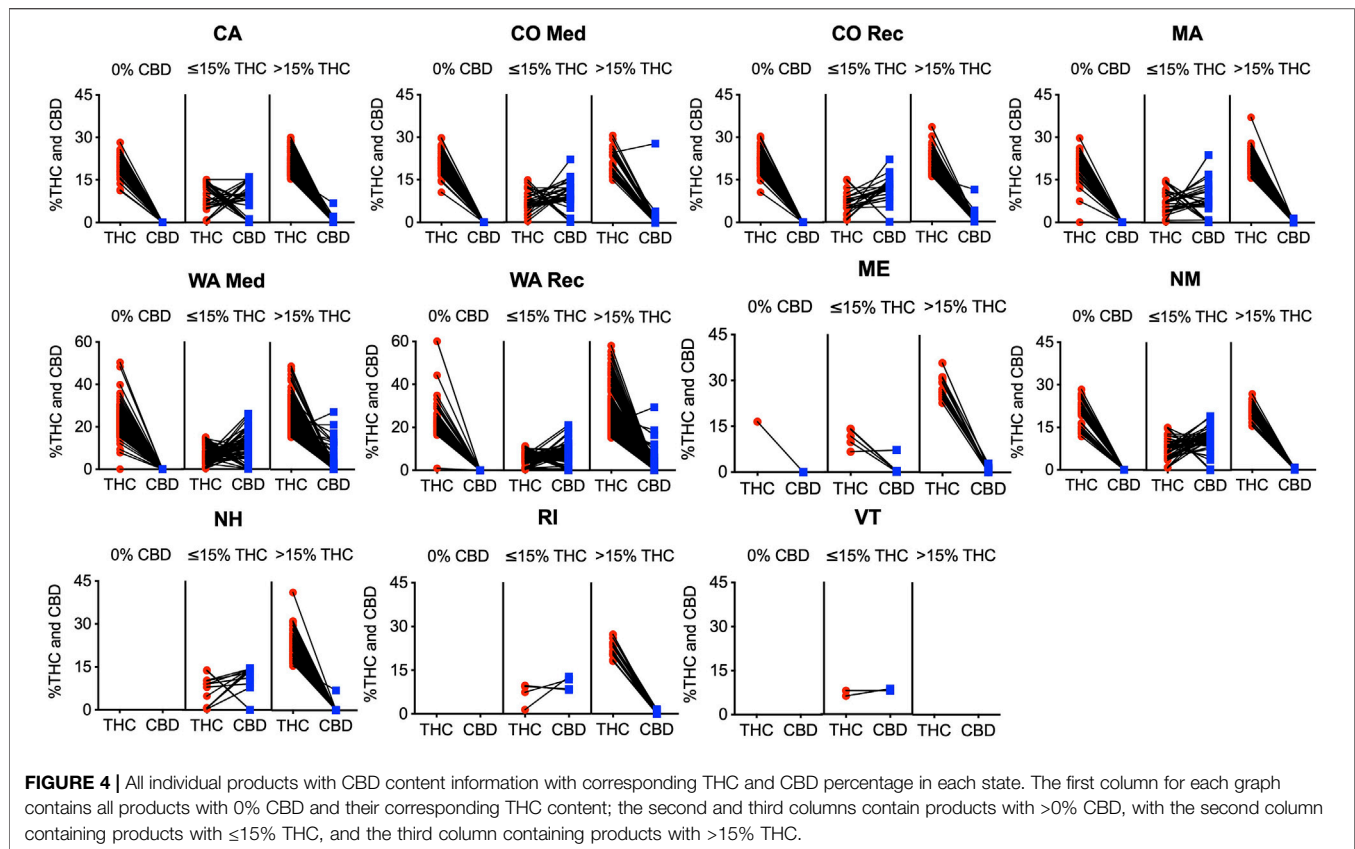 CA
CO Med
CO Rec
MA
0% CBD ≤15% THC >15% THC
0% CBD ≤15% THC >15% THC
0% CBD ≤15% THC >15% THC
0% CBD ≤15% THC >15% THC
%THC and CBD
45
30
15
0
THC CBD THC CBD THC CBD
%THC and CBD
45
30
15
0
THC CBD THC CBD THC CBD
%THC and CBD
45
30
15
0
THC CBD THC CBD THC CBD
%THC and CBD
45
30
15
0
THC CBD THC CBD THC CBD
WA Med
WA Rec
ME
NM
0% CBD ≤15% THC >15% THC
0% CBD ≤15% THC >15% THC
0% CBD ≤15% THC >15% THC
0% CBD ≤15% THC >15% THC
%THC and CBD
60
40
20
0
THC CBD THC CBD THC CBD
%THC and CBD
60
40
20
0
THC CBD THC CBD THC CBD
%THC and CBD
45
30
15
0
THC CBD THC CBD THC CBD
%THC and CBD
45
30
15
0
THC CBD THC CBD THC CBD
NH
RI
VT
0% CBD ≤15% THC >15% THC
0% CBD ≤15% THC >15% THC
0% CBD ≤15% THC >15% THC
%THC and CBD
45
30
15
0
THC CBD THC CBD THC CBD
%THC and CBD
45
30
15
0
THC CBD THC CBD THC CBD
%THC and CBD
45
30
15
0
THC CBD THC CBD THC CBD
FIGURE 4 | All individual products with CBD content information with corresponding THC and CBD percentage in each state. The first column for each graph
contains all products with 0% CBD and their corresponding THC content; the second and third columns contain products with >0% CBD, with the second column
containing products with ≤15% THC, and the third column containing products with >15% THC.